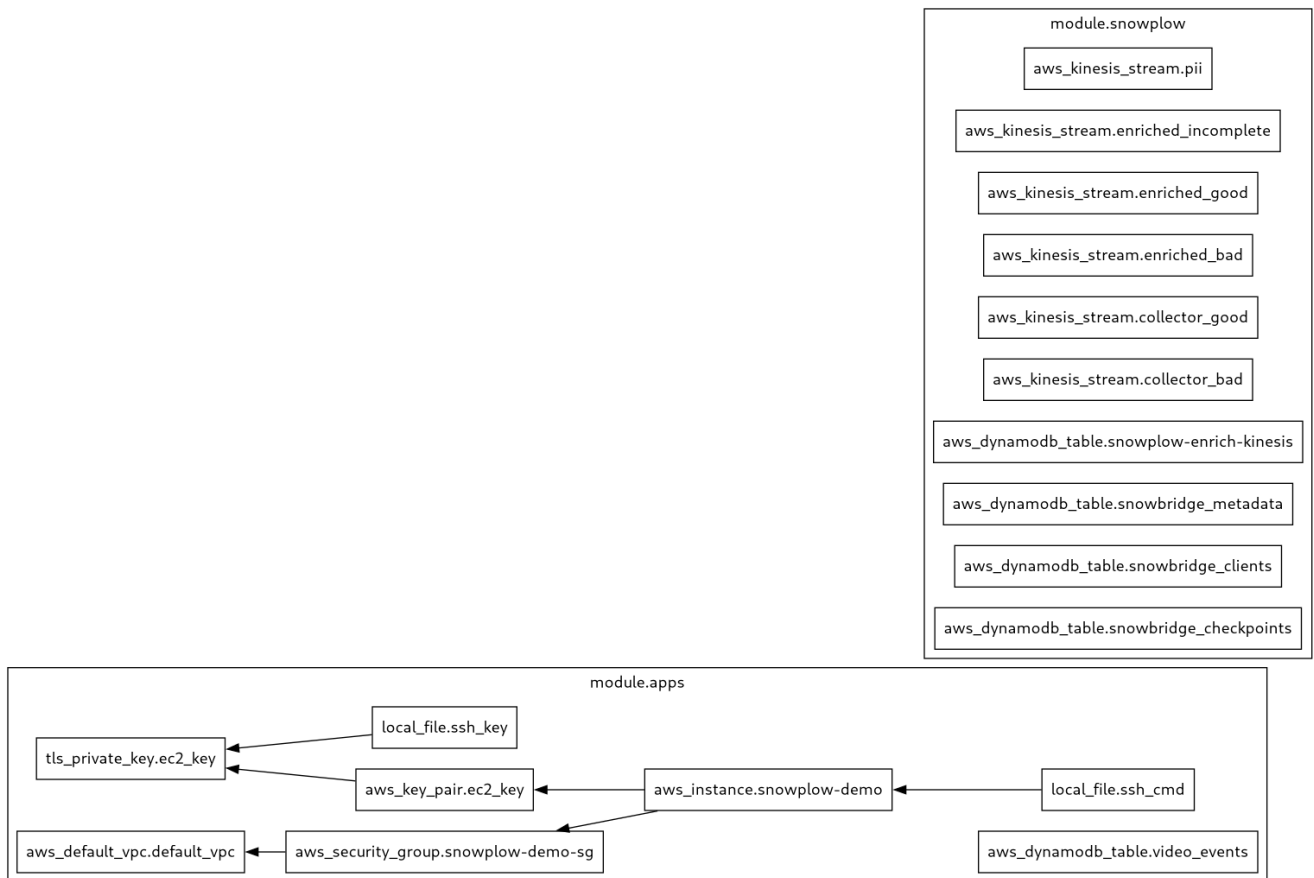 module.snowplow
aws_kinesis_stream.pii
aws_kinesis_stream.enriched_incomplete
aws_kinesis_stream.enriched_good
aws_kinesis_stream.enriched_bad
aws_kinesis_stream.collector_good
aws_kinesis_stream.collector_bad
aws_dynamodb_table.snowplow-enrich-kinesis
aws_dynamodb_table.snowbridge_metadata
aws_dynamodb_table.snowbridge_clients
aws_dynamodb_table.snowbridge_checkpoints
module.apps
local_file.ssh_key
tls_private_key.ec2_key
aws_key_pair.ec2_key
aws_instance.snowplow-demo
local_file.ssh_cmd
aws_default_vpc.default_vpc
aws_security_group.snowplow-demo-sg
aws_dynamodb_table.video_events